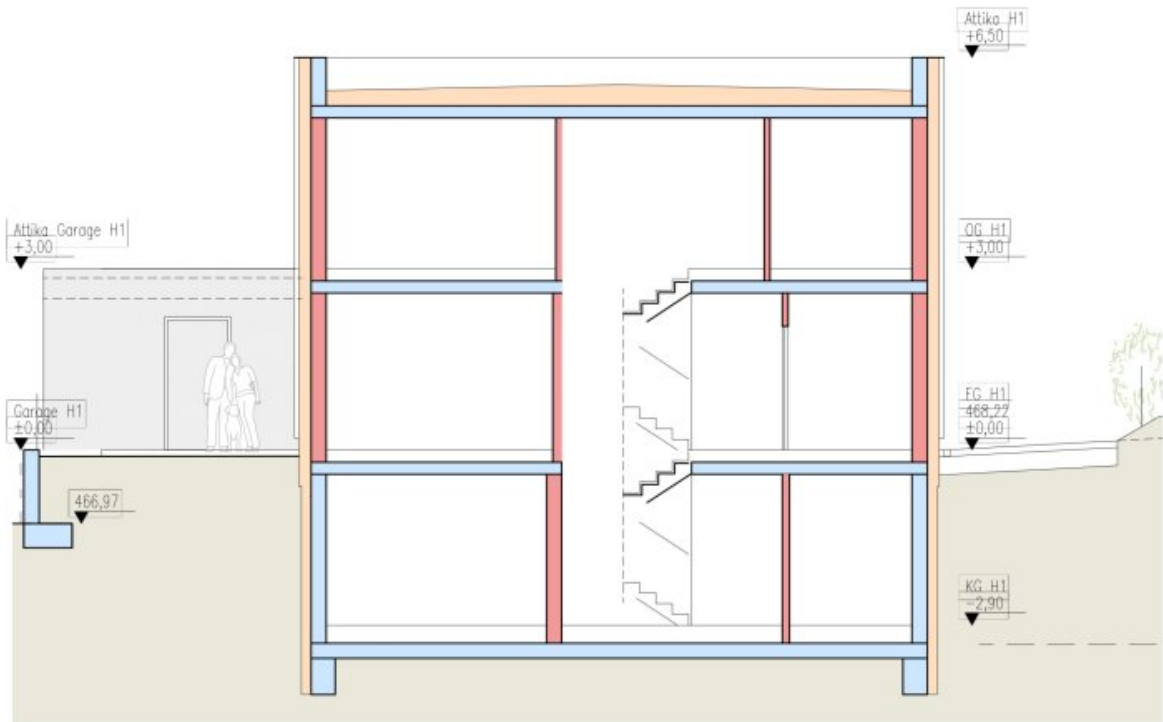 Attika H1
+6,50
Attika Garage H1
+3,00
OG H1
+3,00
Garage H1
±0,00
EG H1
468,22
±0,00
466,97
KG H1
-2,90